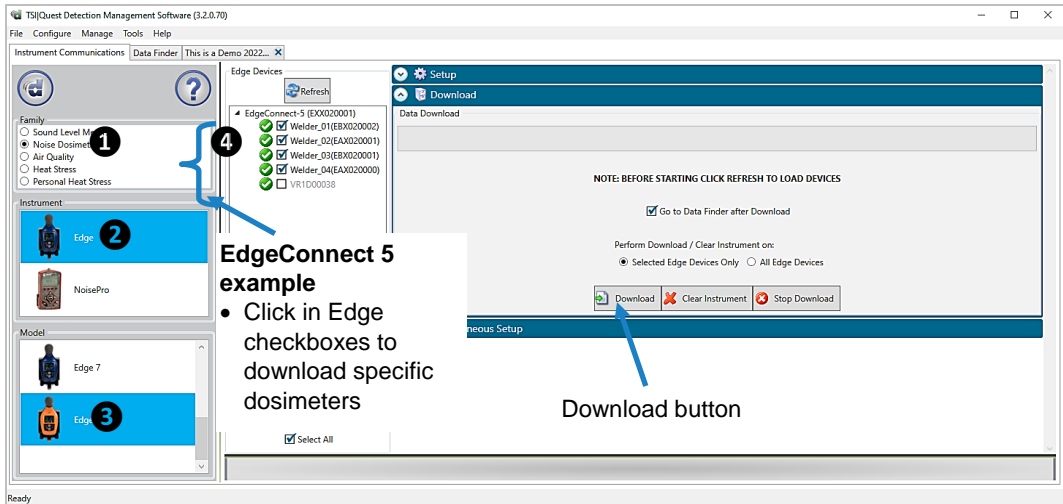 TSI|Quest Detection Management Software (3.2.0.70)
File Configure Manage Tools Help
Instrument Communications Data Finder This is a Demo 2022...
Family
Sound Level M
Noise Dosimet
Air Quality
Heat Stress
Personal Heat Stress
1
Instrument
Edge
2
NoisePro
Model
Edge 7
Edge
3
Edge Devices
Refresh
EdgeConnect-5 (EXX020001)
Welder_01(EBX020002)
Welder_02(EAX020001)
Welder_03(EBX020001)
Welder_04(EAX020000)
VR1D00038
4
EdgeConnect 5
example
• Click in Edge
checkboxes to
download specific
dosimeters
Select All
Setup
Download
Data Download
NOTE: BEFORE STARTING CLICK REFRESH TO LOAD DEVICES
Go to Data Finder after Download
Perform Download / Clear Instrument on:
Selected Edge Devices Only All Edge Devices
Download Clear Instrument Stop Download
neous Setup
Download button
Ready